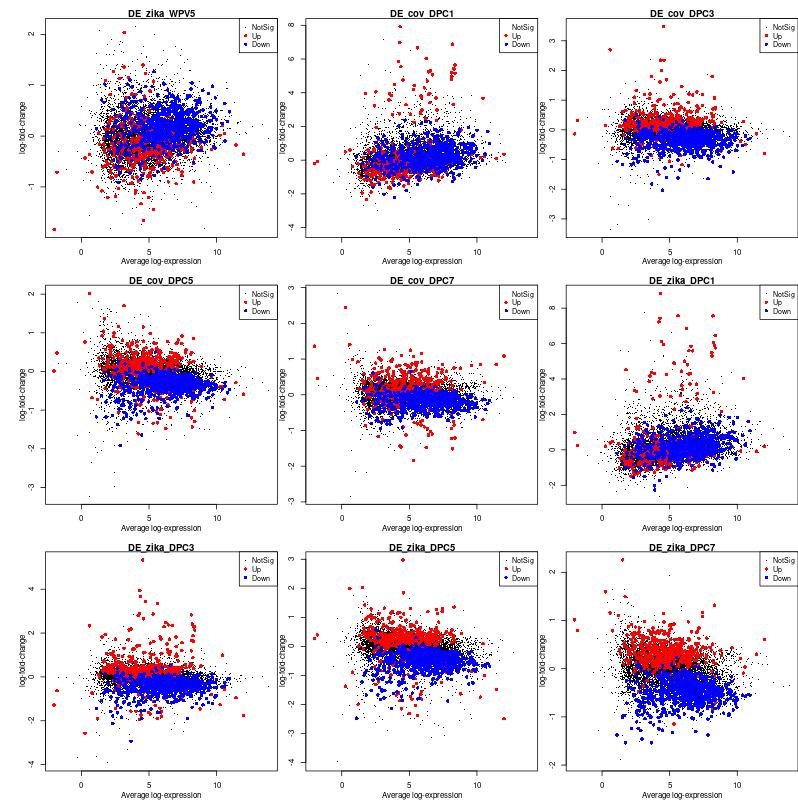 DE_zika_WPV5
NotSig
Up
Down
log-fold-change
2
1
0
-1
0
5
10
Average log-expression
DE_cov_DPC1
NotSig
Up
Down
log-fold-change
8
6
4
2
0
-2
-4
0
5
10
Average log-expression
DE_cov_DPC3
NotSig
Up
Down
log-fold-change
3
2
1
0
-1
-2
-3
0
5
10
Average log-expression
DE_cov_DPC5
NotSig
Up
Down
log-fold-change
2
1
0
-1
-2
-3
0
5
10
Average log-expression
DE_cov_DPC7
NotSig
Up
Down
log-fold-change
3
2
1
0
-1
-2
-3
0
5
10
Average log-expression
DE_zika_DPC1
NotSig
Up
Down
log-fold-change
8
6
4
2
0
-2
0
5
10
Average log-expression
DE_zika_DPC3
NotSig
Up
Down
log-fold-change
4
2
0
-2
-4
0
5
10
Average log-expression
DE_zika_DPC5
NotSig
Up
Down
log-fold-change
3
2
1
0
-1
-2
-3
-4
0
5
10
Average log-expression
DE_zika_DPC7
NotSig
Up
Down
log-fold-change
2
1
0
-1
-2
0
5
10
Average log-expression